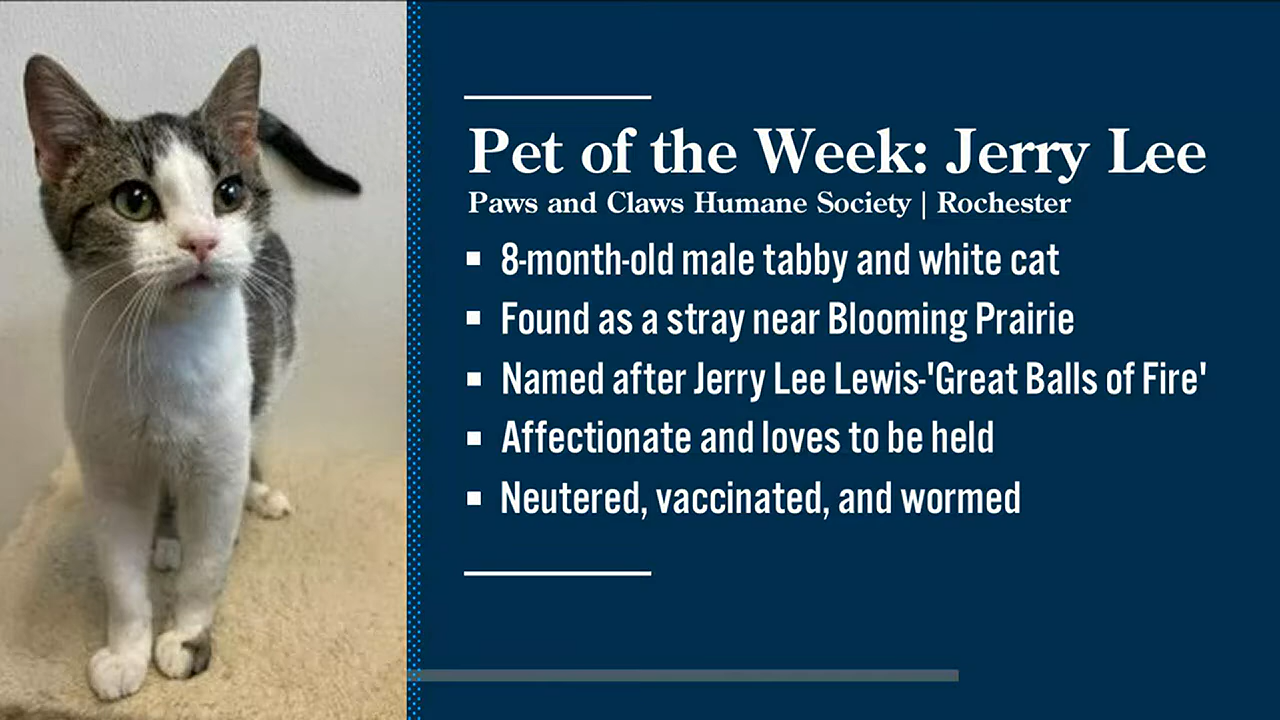 Pet of the Week: Jerry Lee
Paws and Claws Humane Society | Rochester
▪ 8-month-old male tabby and white cat
▪ Found as a stray near Blooming Prairie
▪ Named after Jerry Lee Lewis-'Great Balls of Fire'
▪ Affectionate and loves to be held
▪ Neutered, vaccinated, and wormed